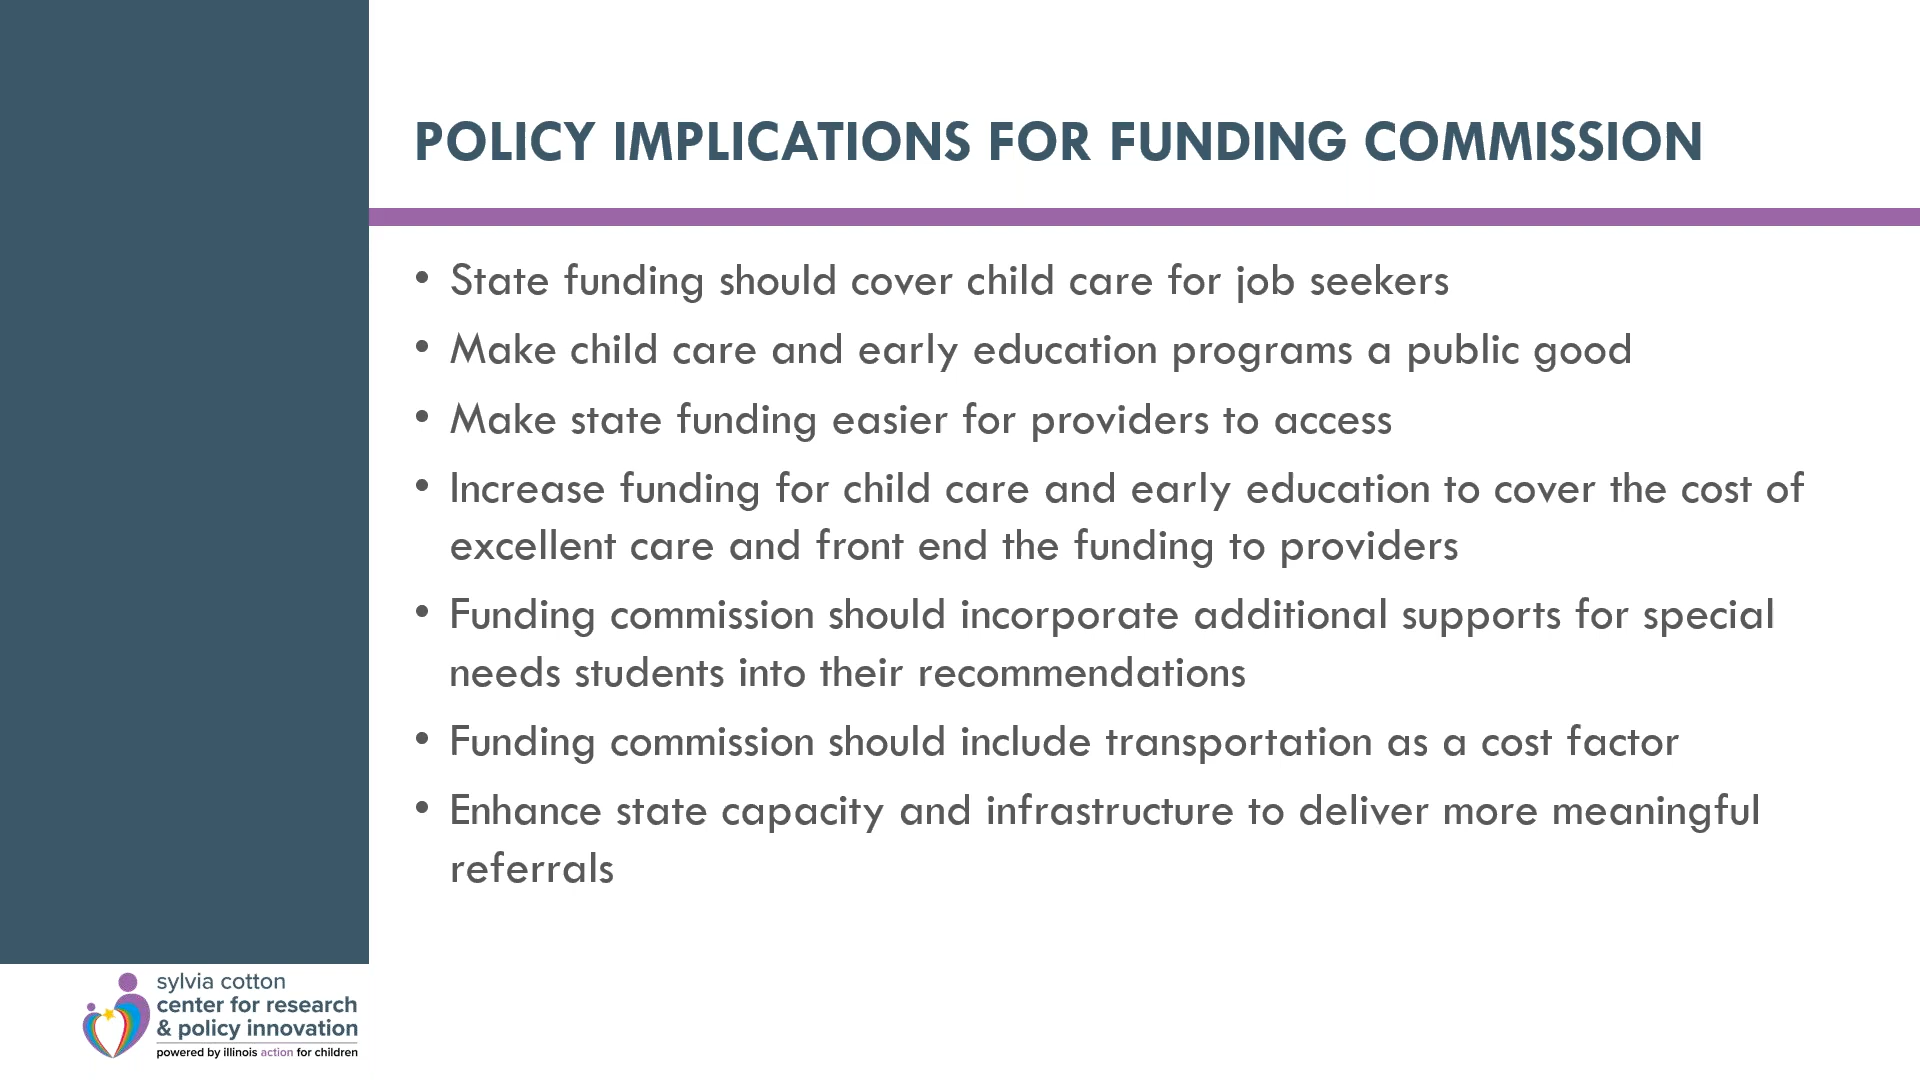 POLICY IMPLICATIONS FOR FUNDING COMMISSION
• State funding should cover child care for job seekers
• Make child care and early education programs a public good
• Make state funding easier for providers to access
• Increase funding for child care and early education to cover the cost of
excellent care and front end the funding to providers
• Funding commission should incorporate additional supports for special
needs students into their recommendations
• Funding commission should include transportation as a cost factor
• Enhance state capacity and infrastructure to deliver more meaningful
referrals
sylvia cotton
center for research
& policy innovation
powered by illinois action for children